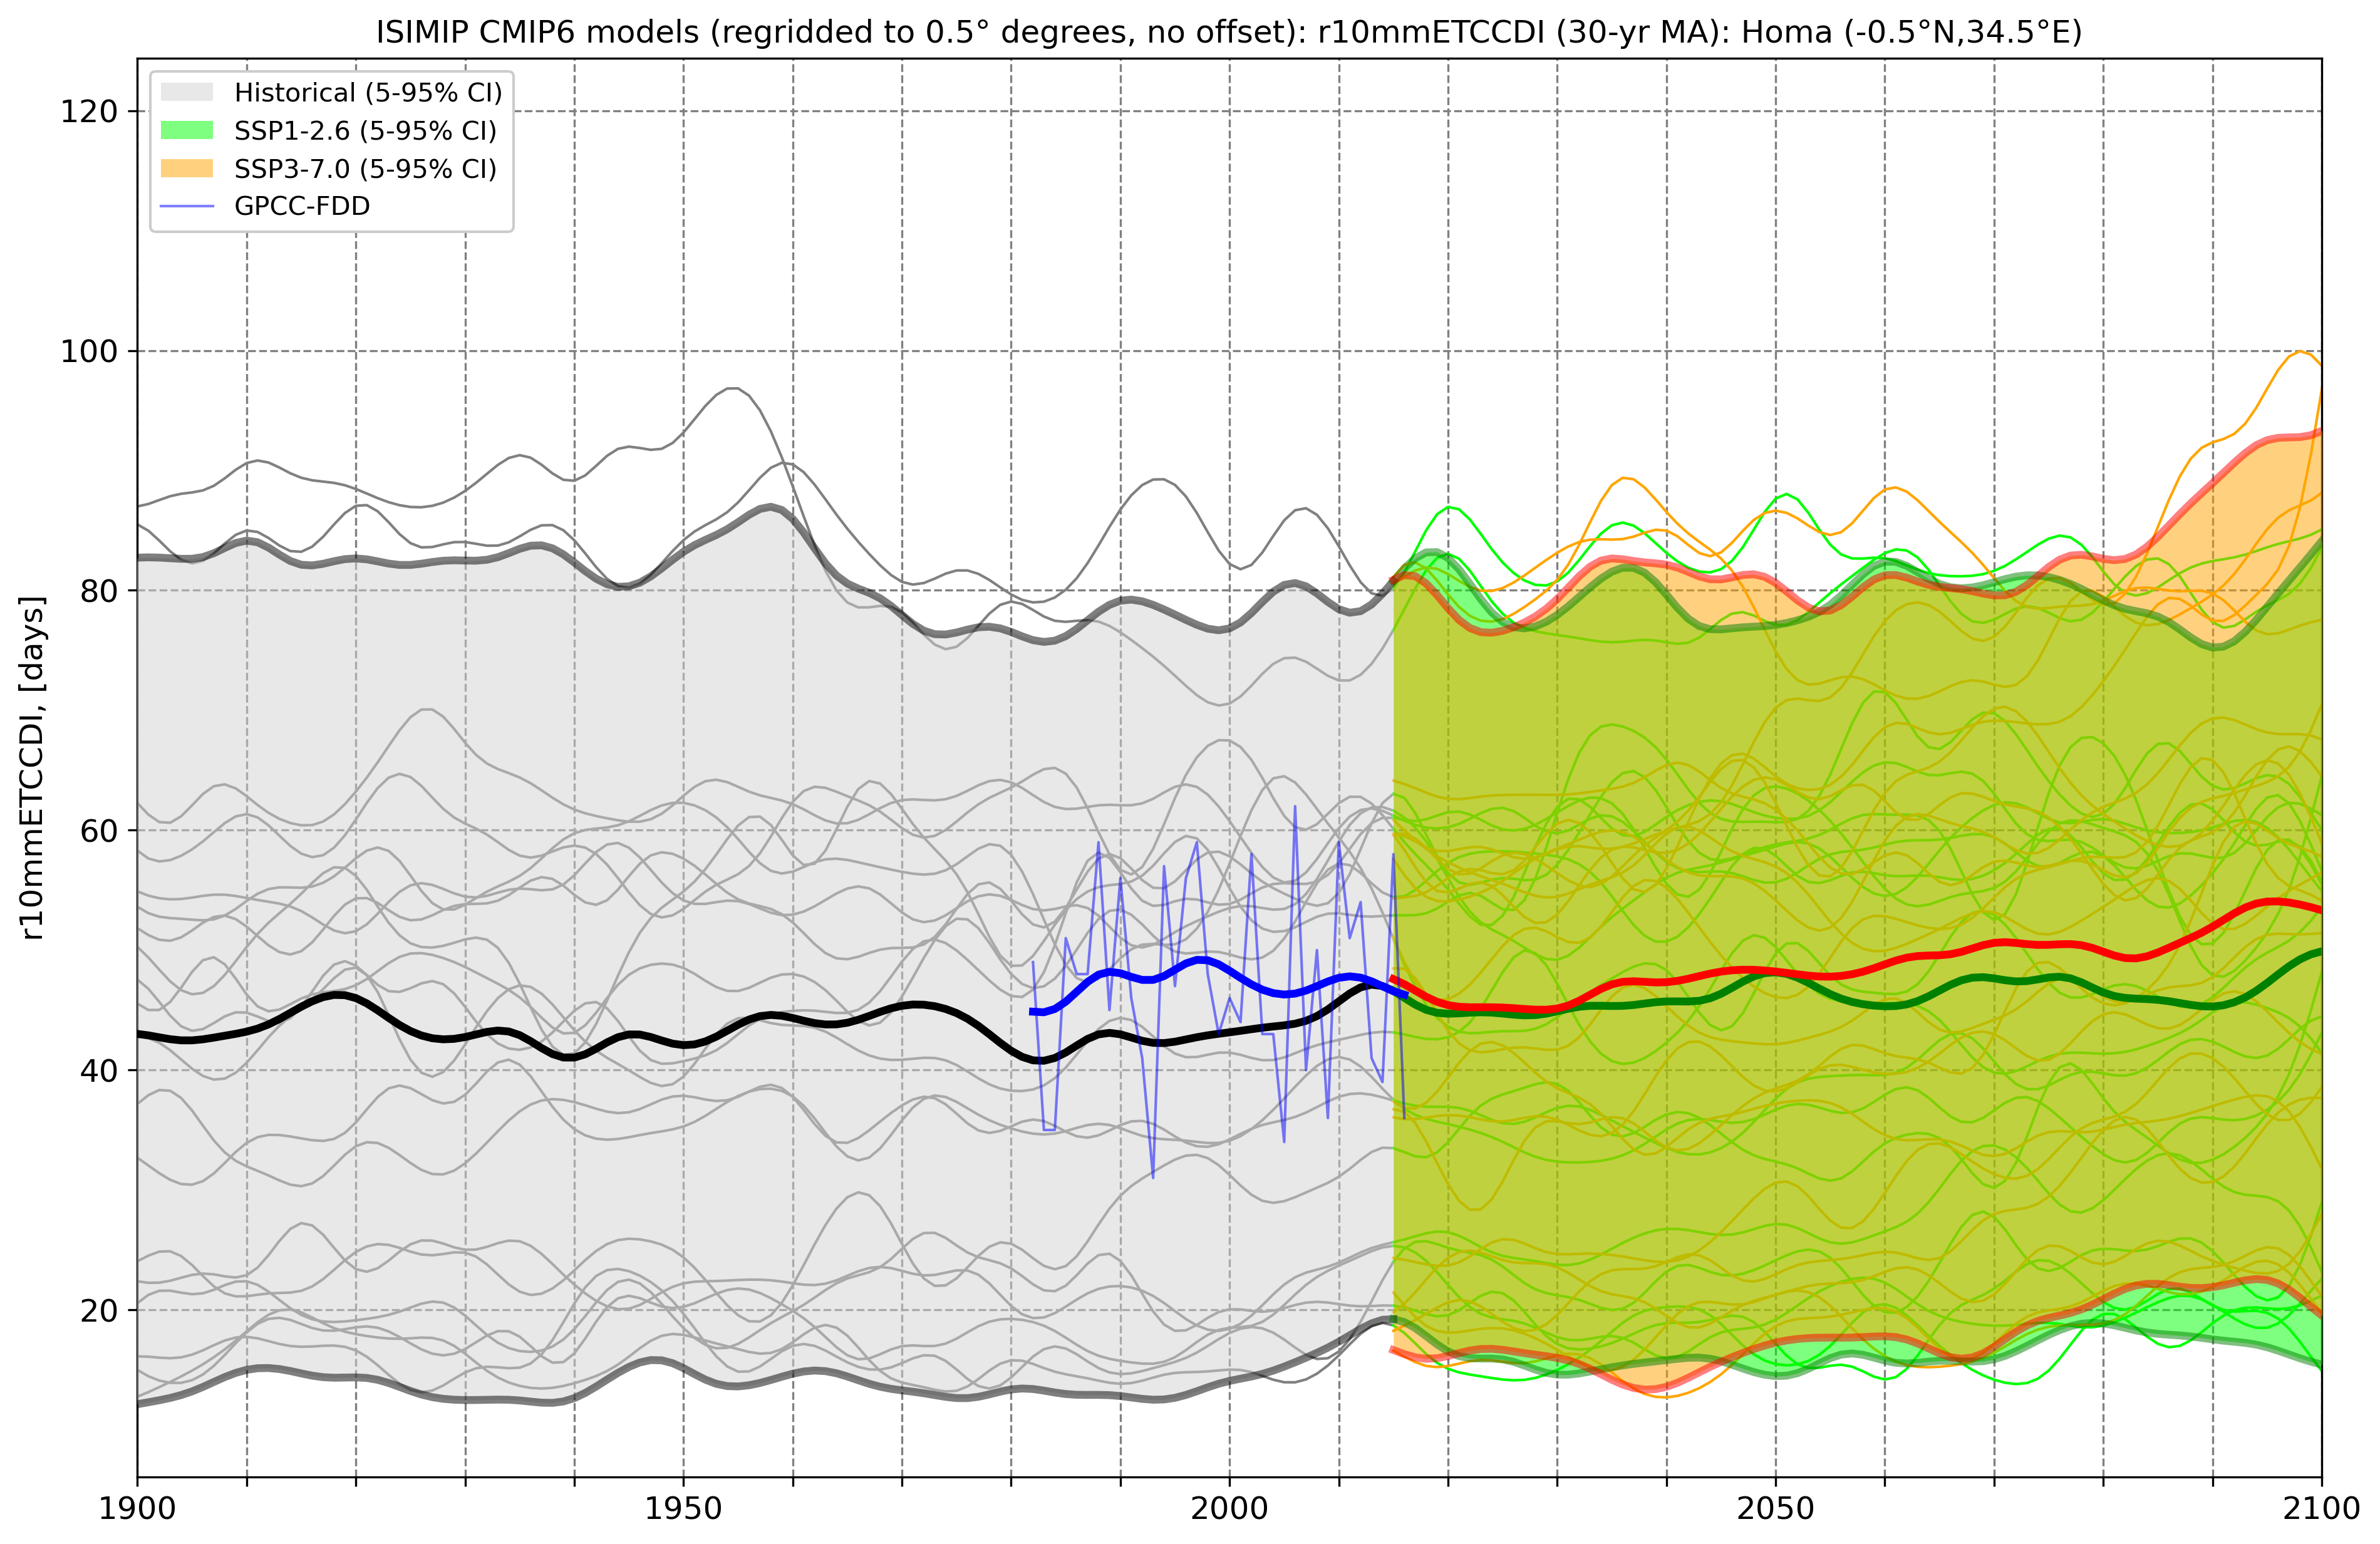 ISIMIP CMIP6 models (regridded to 0.5° degrees, no offset): r10mmETCCDI (30-yr MA): Homa (-0.5°N,34.5°E)
Historical (5-95% CI)
SSP1-2.6 (5-95% CI)
SSP3-7.0 (5-95% CI)
GPCC-FDD
r10mmETCCDI, [days]
120
100
80
60
40
20
1900
1950
2000
2050
2100